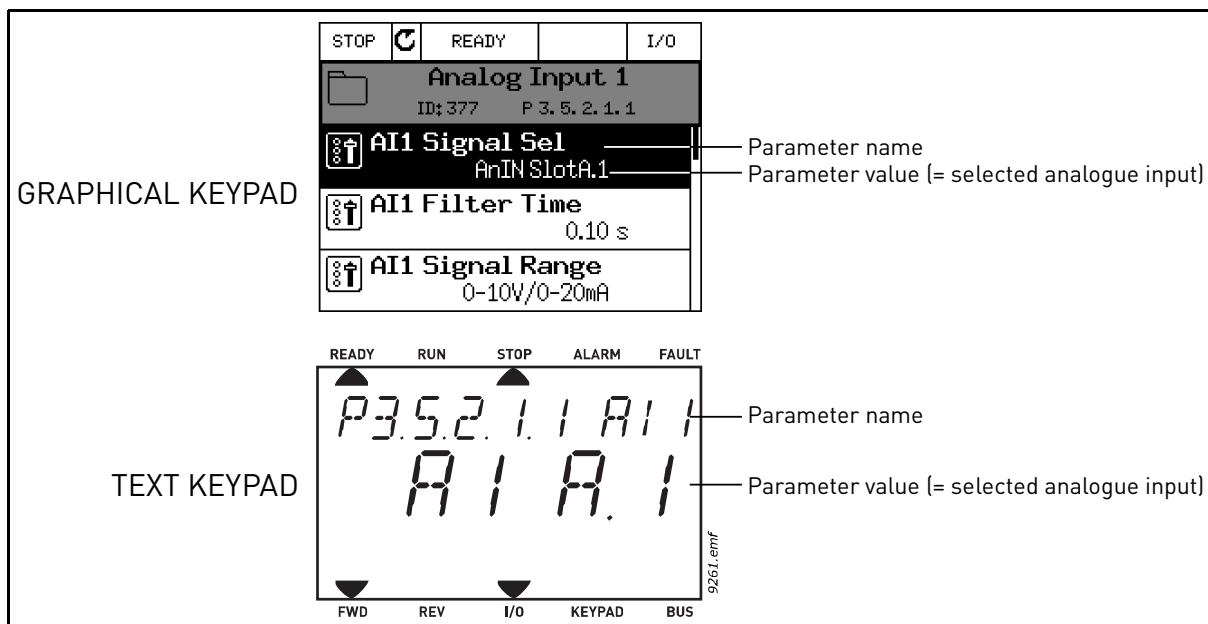 GRAPHICAL KEYPAD
STOP READY I/O
Analog Input 1
ID:377 P3.5.2.1.1
AI1 Signal Sel
AnIN SlotA.1
AI1 Filter Time
0.10 s
AI1 Signal Range
0-10V/0-20mA
Parameter name
Parameter value (= selected analogue input)
TEXT KEYPAD
READY RUN STOP ALARM FAULT
P3.5.2.1.1 AI1
AI A.1
FWD REV I/O KEYPAD BUS
Parameter name
Parameter value (= selected analogue input)
9261.emf